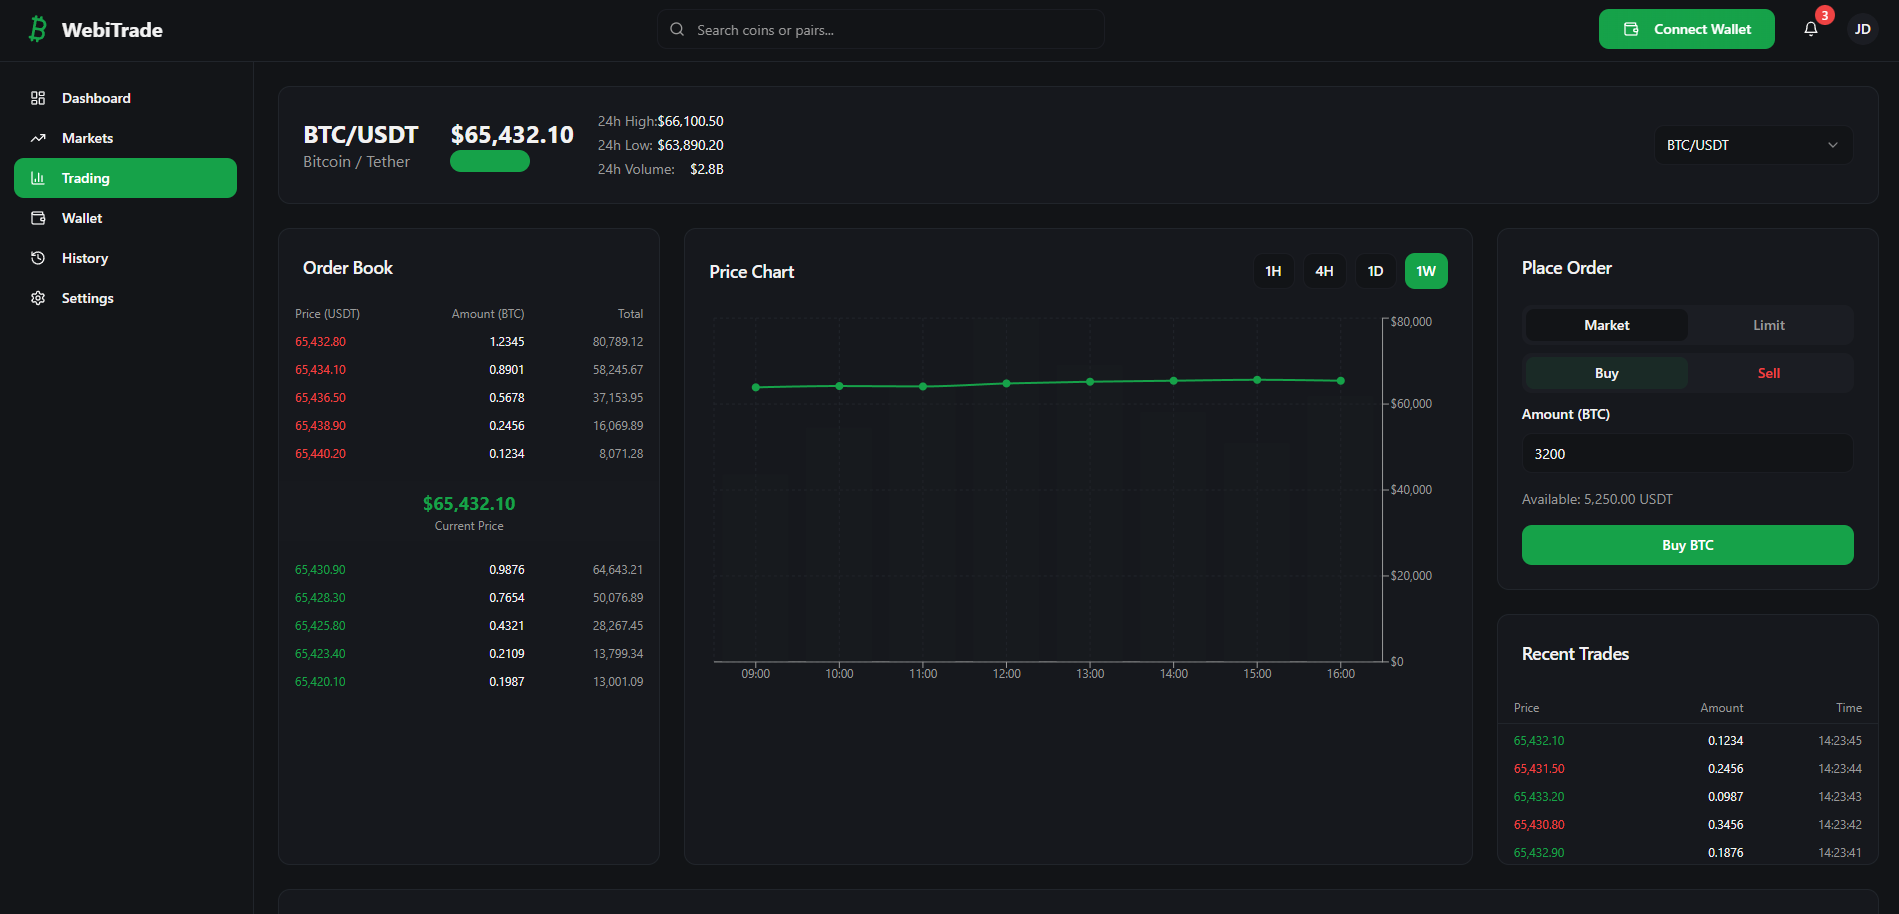 WebiTrade
Search coins or pairs...
Connect Wallet
3
JD
Dashboard
Markets
Trading
Wallet
History
Settings
BTC/USDT
Bitcoin / Tether
$65,432.10
24h High:$66,100.50
24h Low: $63,890.20
24h Volume: $2.8B
BTC/USDT
Order Book
Price (USDT) Amount (BTC) Total
65,432.80 1.2345 80,789.12
65,434.10 0.8901 58,245.67
65,436.50 0.5678 37,153.95
65,438.90 0.2456 16,069.89
65,440.20 0.1234 8,071.28
$65,432.10
Current Price
65,430.90 0.9876 64,643.21
65,428.30 0.7654 50,076.89
65,425.80 0.4321 28,267.45
65,423.40 0.2109 13,799.34
65,420.10 0.1987 13,001.09
Price Chart
1H 4H 1D 1W
$80,000
$60,000
$40,000
$20,000
$0
09:00 10:00 11:00 12:00 13:00 14:00 15:00 16:00
Place Order
Market Limit
Buy Sell
Amount (BTC)
3200
Available: 5,250.00 USDT
Buy BTC
Recent Trades
Price Amount Time
65,432.10 0.1234 14:23:45
65,431.50 0.2456 14:23:44
65,433.20 0.0987 14:23:43
65,430.80 0.3456 14:23:42
65,432.90 0.1876 14:23:41